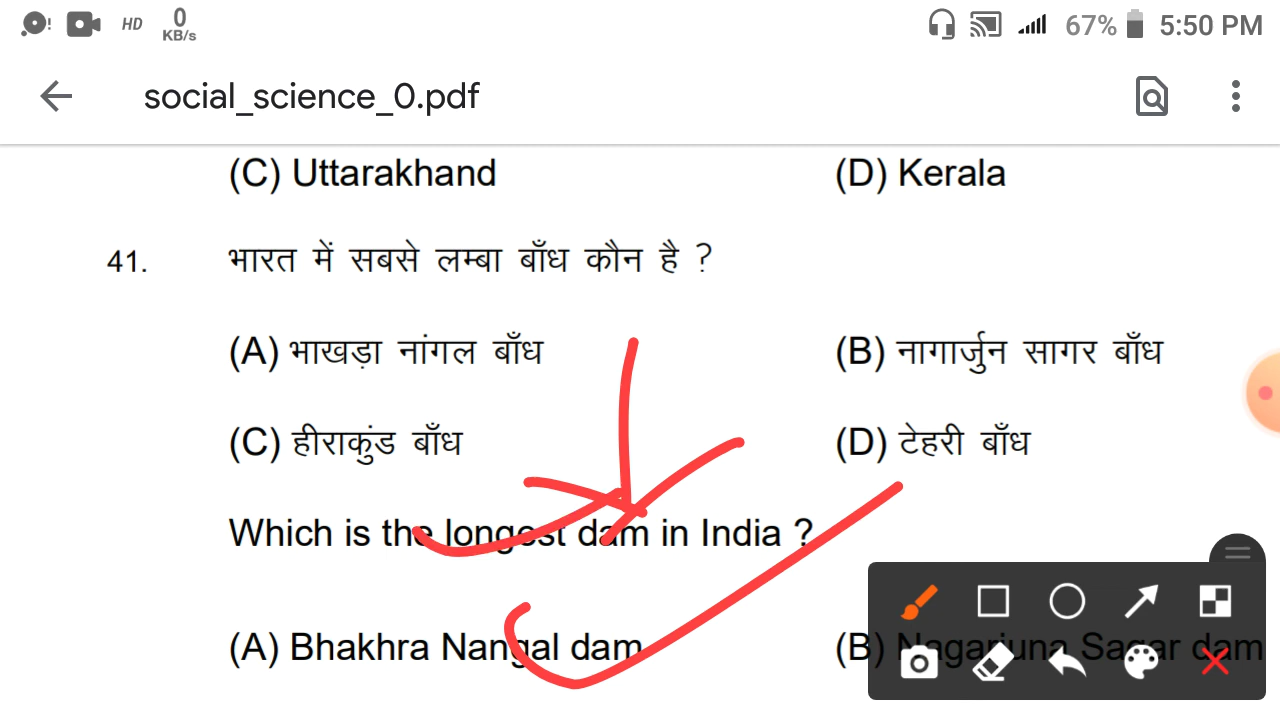 HD 0 KB/s 67% 5:50 PM
social_science_0.pdf
(C) Uttarakhand (D) Kerala
41. भारत में सबसे लम्बा बाँध कौन है ?
(A) भाखड़ा नांगल बाँध (B) नागार्जुन सागर बाँध
(C) हीराकुंड बाँध (D) टेहरी बाँध
Which is the longest dam in India ?
(A) Bhakhra Nangal dam (B) Nagarjuna Sagar dam